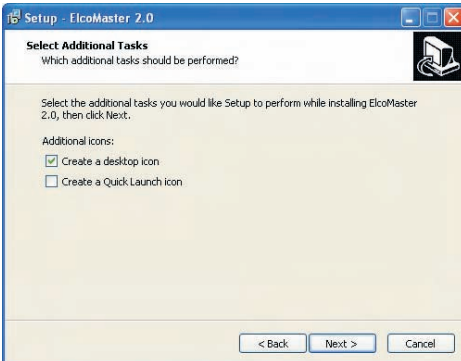 Setup - ElcoMaster 2.0
Select Additional Tasks
Which additional tasks should be performed?
Select the additional tasks you would like Setup to perform while installing ElcoMaster
2.0, then click Next.
Additional icons:
Create a desktop icon
Create a Quick Launch icon
< Back
Next >
Cancel